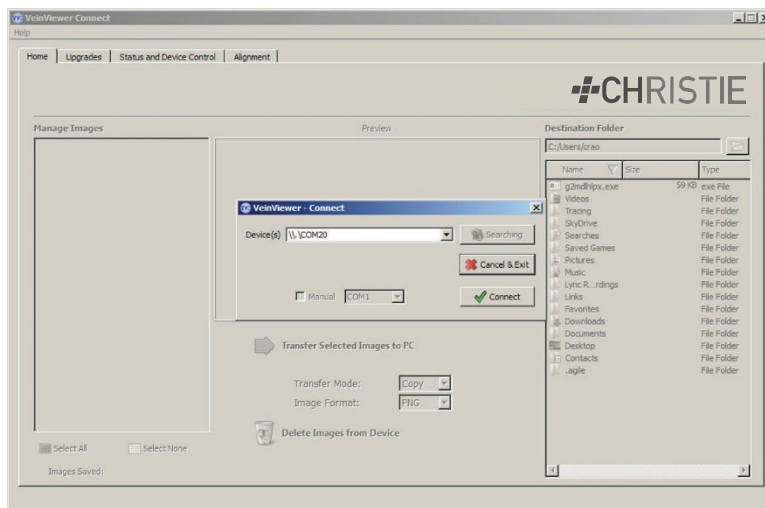 VeinViewer Connect
Help
Home Upgrades Status and Device Control Alignment
CHRISTIE
Manage Images
Preview
Destination Folder
C:/Users/crao
Name Size Type
g2mdlhipx.exe 59 KB exe File
Videos File Folder
Tracing File Folder
SkyDrive File Folder
Searches File Folder
Saved Games File Folder
Pictures File Folder
Music File Folder
Lync R...rdings File Folder
Links File Folder
Favorites File Folder
Downloads File Folder
Documents File Folder
Desktop File Folder
Contacts File Folder
.agile File Folder
VeinViewer - Connect
Device(s) \\.\COM20 Searching
Cancel & Exit
Manual COM1 Connect
Transfer Selected Images to PC
Transfer Mode: Copy
Image Format: PNG
Delete Images from Device
Select All Select None
Images Saved: